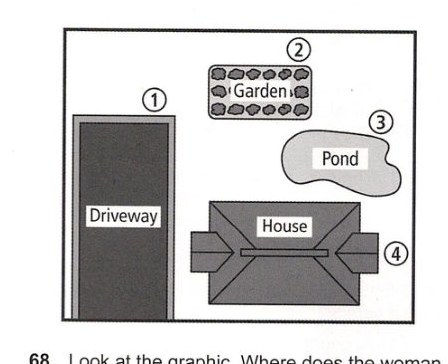 ②
Garden
①
③
Pond
Driveway
House
④
68 Look at the graphic. Where does the woman